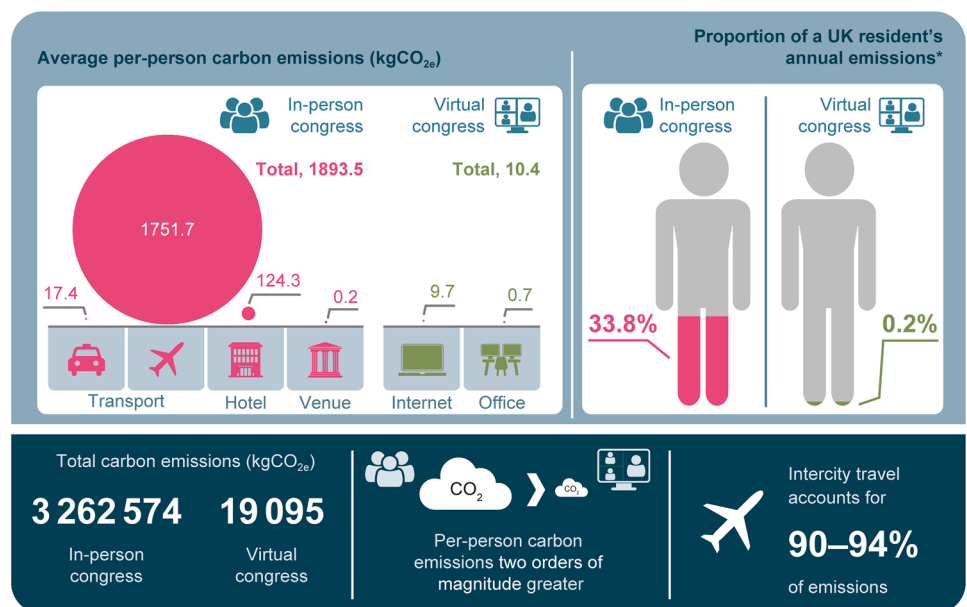 Average per-person carbon emissions (kgCO2e)
Proportion of a UK resident's
annual emissions*
In-person
congress
Virtual
congress
Total, 1893.5
Total, 10.4
1751.7
17.4
124.3
0.2
9.7
0.7
Transport
Hotel
Venue
Internet
Office
In-person
congress
Virtual
congress
33.8%
0.2%
Total carbon emissions (kgCO2e)
3 262 574
19 095
In-person
congress
Virtual
congress
CO2
CO2
Per-person carbon
emissions two orders of
magnitude greater
Intercity travel
accounts for
90–94%
of emissions